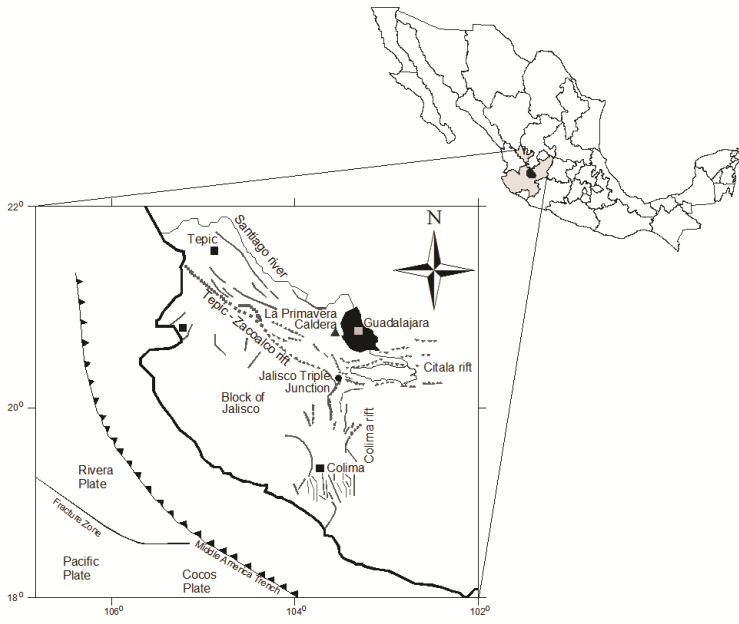 22°
N
Santiago river
Tepic
La Primavera
Caldera
Guadalajara
Tepic - Zacoalco rift
Citala rift
Jalisco Triple
Junction
20°
Block of
Jalisco
Colima rift
Colima
Rivera
Plate
Fracture Zone
Middle America Trench
Pacific
Plate
Cocos
Plate
18°
106°
104°
102°